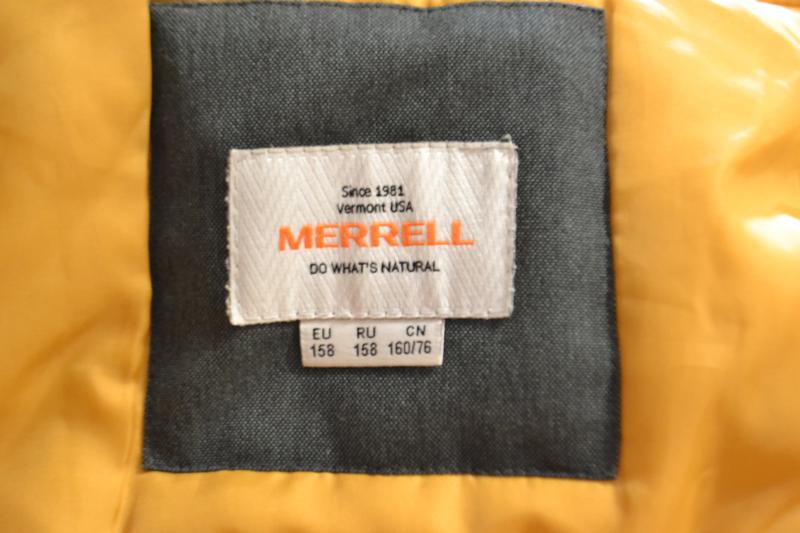 Since 1981
Vermont USA
MERRELL
DO WHAT'S NATURAL
EU RU CN
158 158 160/76